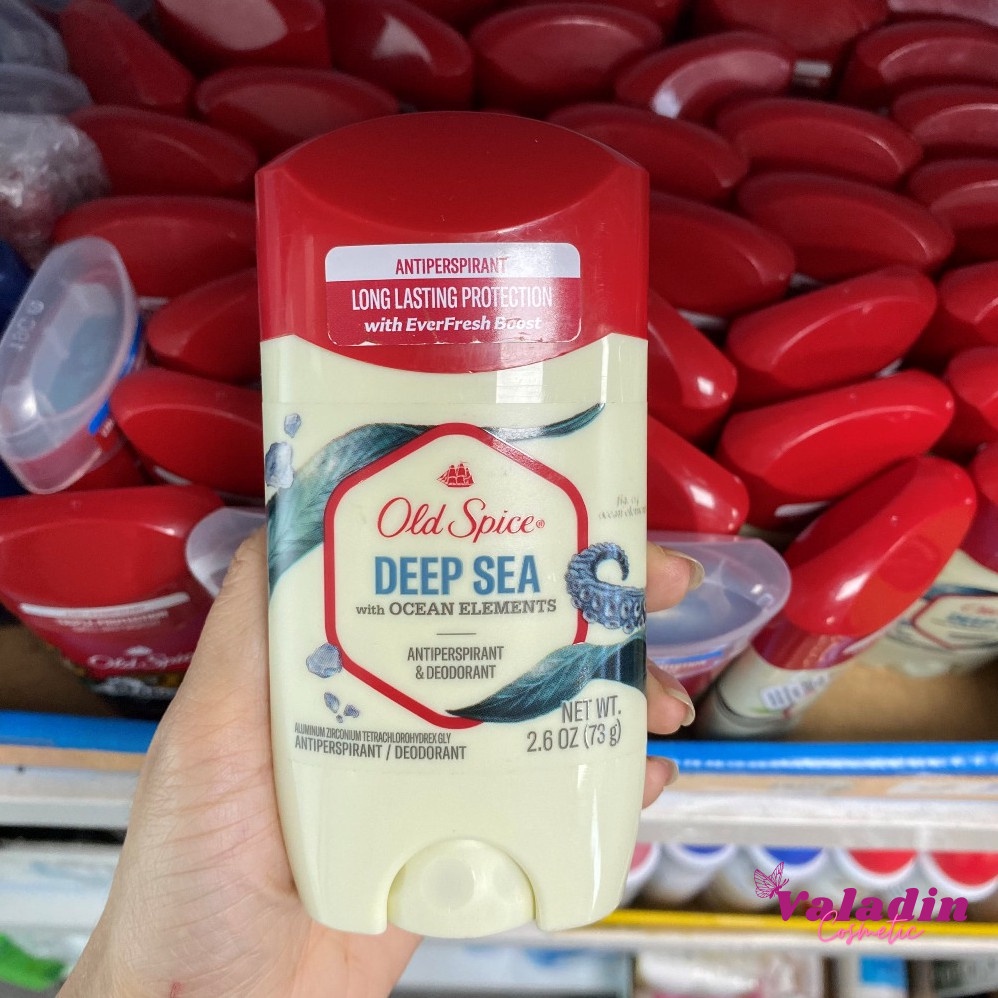 ANTIPERSPIRANT
LONG LASTING PROTECTION
with EverFresh Boost
Old Spice®
DEEP SEA
with OCEAN ELEMENTS
ANTIPERSPIRANT
& DEODORANT
NET WT.
2.6 OZ (73 g)
ALUMINUM ZIRCONIUM TETRACHLOROHYDREX GLY
ANTIPERSPIRANT / DEODORANT
Old Spice
DEEP
Valadin
Cosmetic